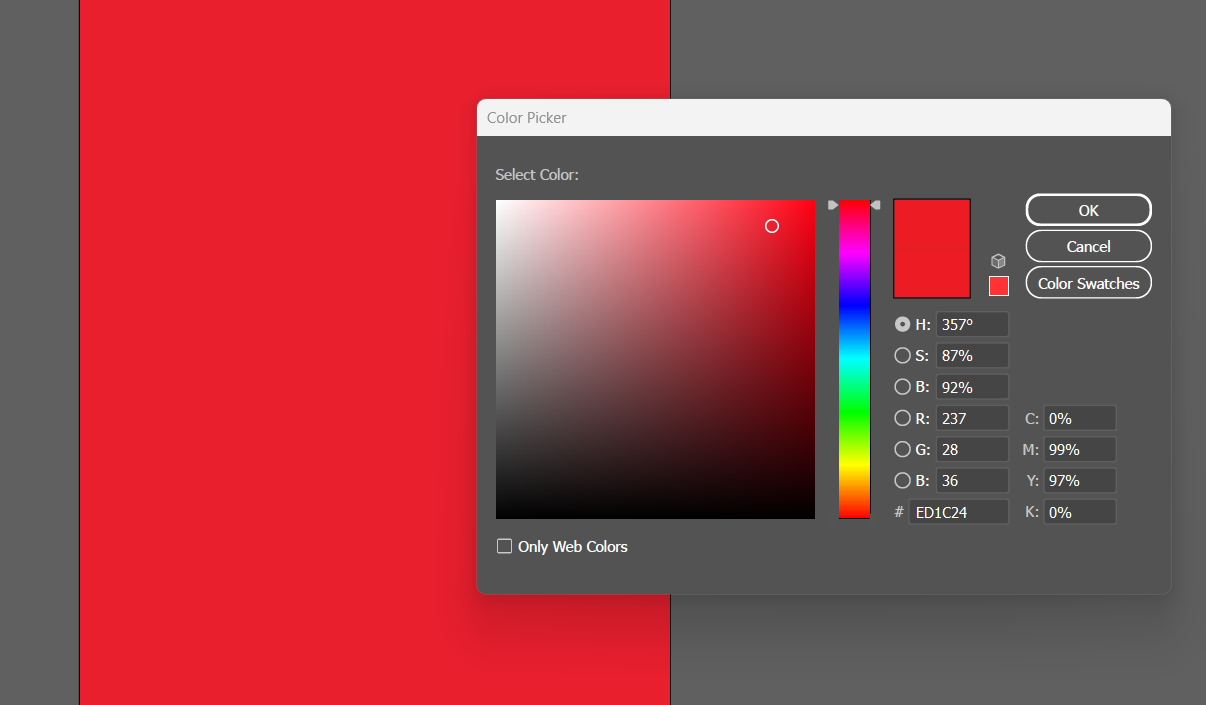 Color Picker
Select Color:
OK
Cancel
Color Swatches
H: 357°
S: 87%
B: 92%
R: 237 C: 0%
G: 28 M: 99%
B: 36 Y: 97%
# ED1C24 K: 0%
Only Web Colors